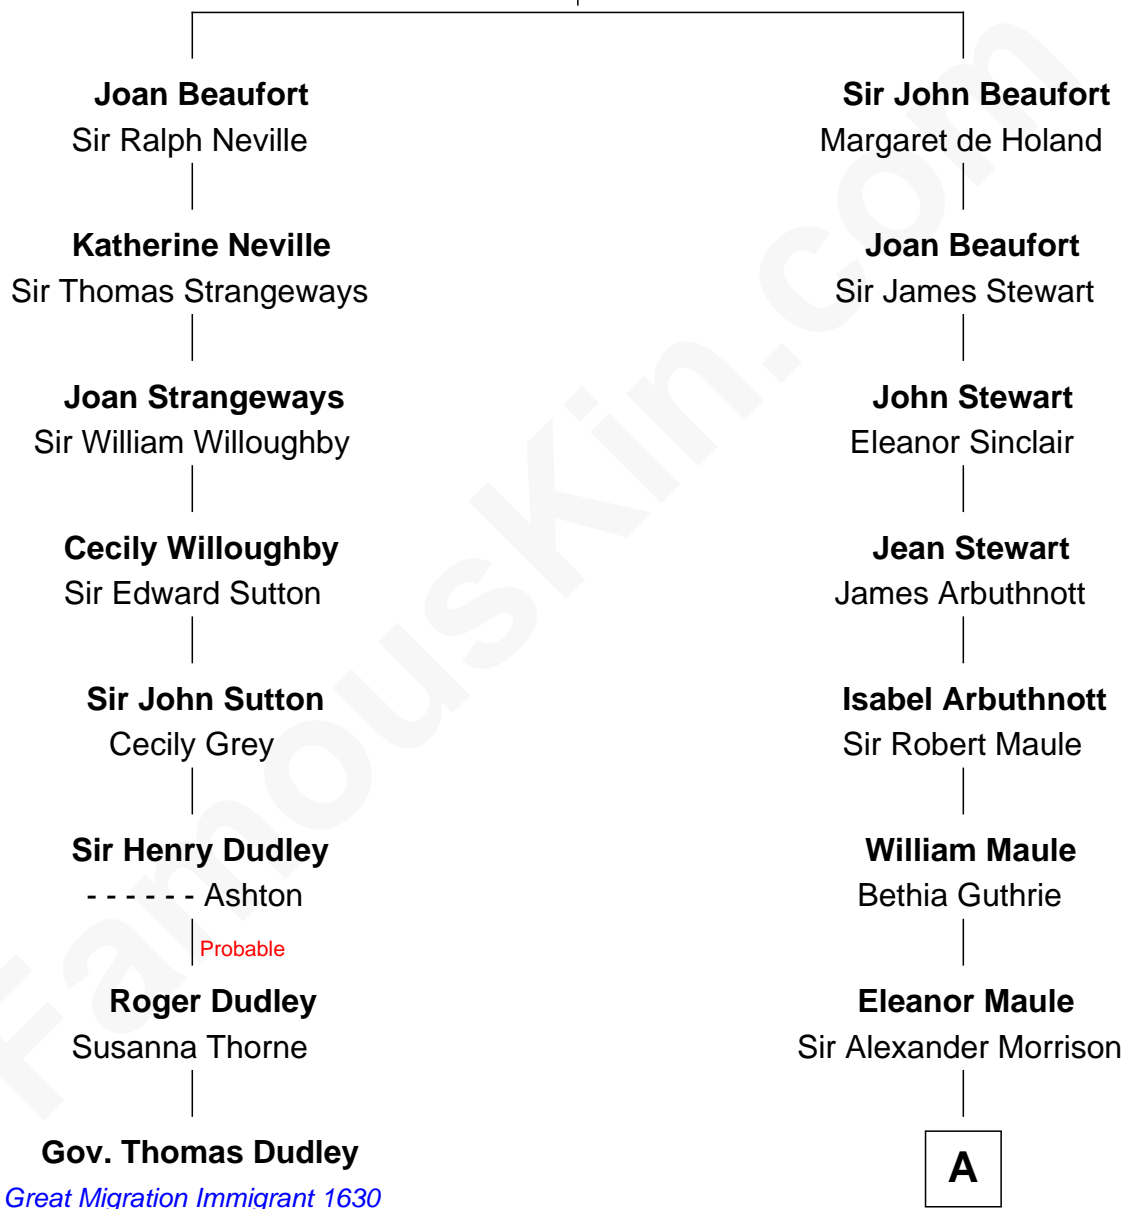 Joan Beaufort
Sir Ralph Neville
Katherine Neville
Sir Thomas Strangeways
Joan Strangeways
Sir William Willoughby
Cecily Willoughby
Sir Edward Sutton
Sir John Sutton
Cecily Grey
Sir Henry Dudley
- - - - - - Ashton
Probable
Roger Dudley
Susanna Thorne
Gov. Thomas Dudley
Great Migration Immigrant 1630
Sir John Beaufort
Margaret de Holand
Joan Beaufort
Sir James Stewart
John Stewart
Eleanor Sinclair
Jean Stewart
James Arbuthnott
Isabel Arbuthnott
Sir Robert Maule
William Maule
Bethia Guthrie
Eleanor Maule
Sir Alexander Morrison
A
FamousKin.com